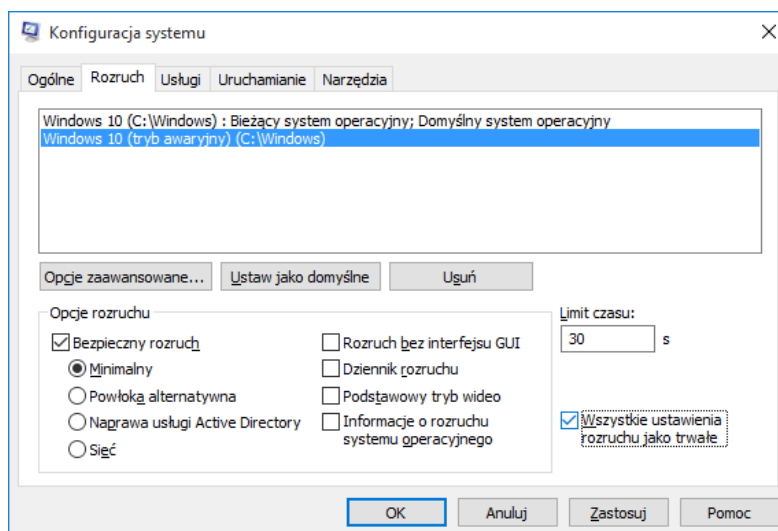 Konfiguracja systemu
Ogólne Rozruch Usługi Uruchamianie Narzędzia
Windows 10 (C:\Windows) : Bieżący system operacyjny; Domyślny system operacyjny
Windows 10 (tryb awaryjny) (C:\Windows)
Opcje zaawansowane... Ustaw jako domyślne Usuń
Opcje rozruchu
Bezpieczny rozruch
Minimalny
Powłoka alternatywna
Naprawa usługi Active Directory
Sieć
Rozruch bez interfejsu GUI
Dziennik rozruchu
Podstawowy tryb wideo
Informacje o rozruchu
systemu operacyjnego
Limit czasu:
30 s
Wszystkie ustawienia
rozruchu jako trwałe
OK Anuluj Zastosuj Pomoc